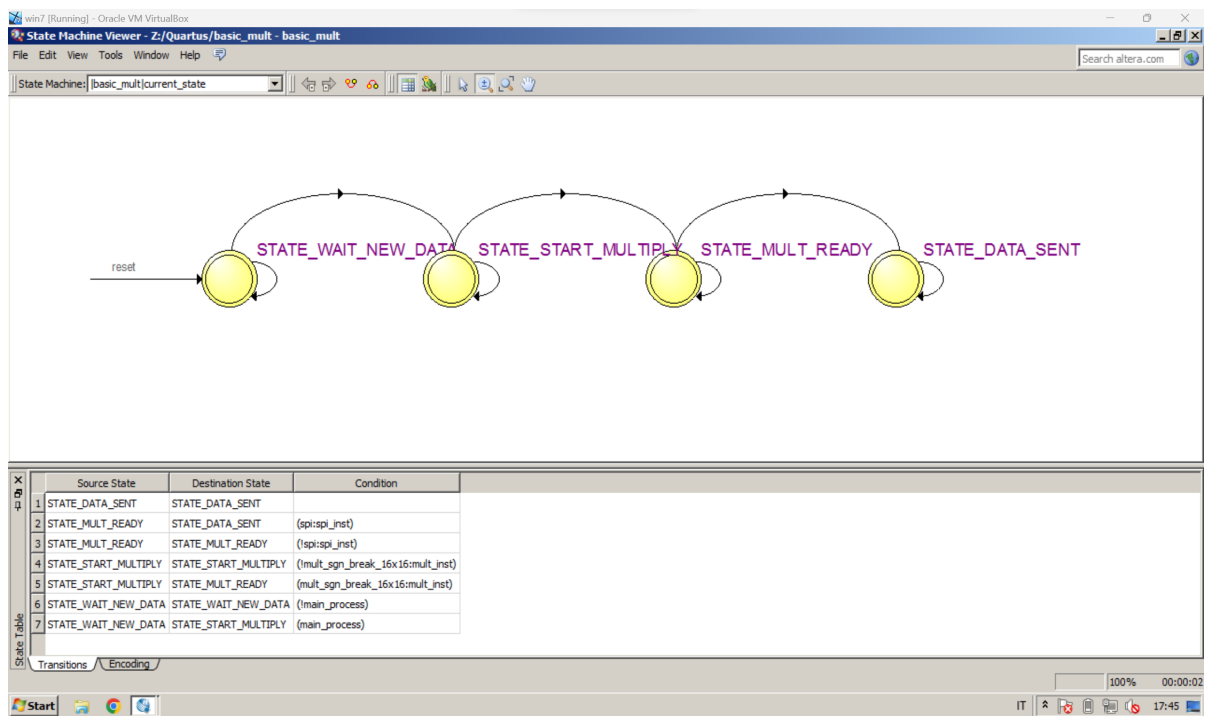 win7 [Running] - Oracle VM VirtualBox
State Machine Viewer - Z:/Quartus/basic_mult - basic_mult
File Edit View Tools Window Help
Search altera.com
State Machine: |basic_mult|current_state
reset
STATE_WAIT_NEW_DATA STATE_START_MULTIPLY STATE_MULT_READY STATE_DATA_SENT
Source State Destination State Condition
1 STATE_DATA_SENT STATE_DATA_SENT
2 STATE_MULT_READY STATE_DATA_SENT (spi:spi_inst)
3 STATE_MULT_READY STATE_MULT_READY (!spi:spi_inst)
4 STATE_START_MULTIPLY STATE_START_MULTIPLY (!mult_sgn_break_16x16:mult_inst)
5 STATE_START_MULTIPLY STATE_MULT_READY (mult_sgn_break_16x16:mult_inst)
6 STATE_WAIT_NEW_DATA STATE_WAIT_NEW_DATA (!main_process)
7 STATE_WAIT_NEW_DATA STATE_START_MULTIPLY (main_process)
State Table
Transitions Encoding
100% 00:00:02
Start IT 17:45